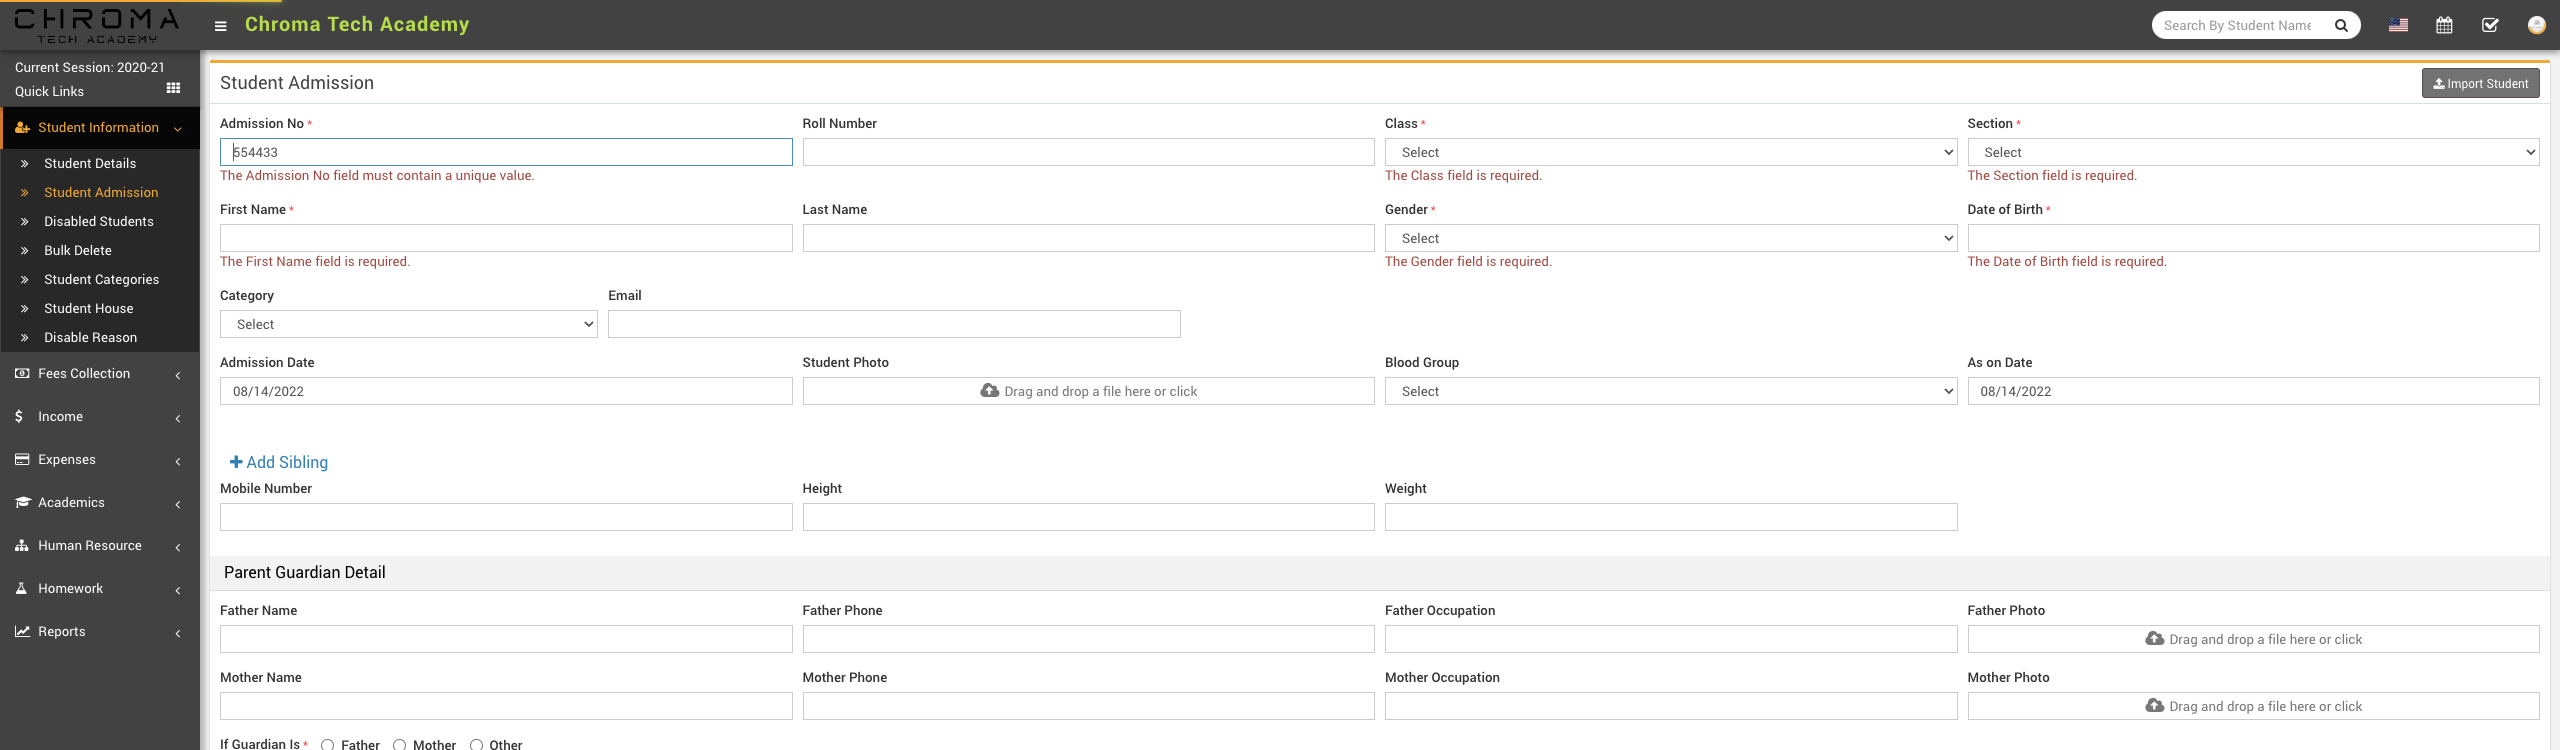 CHROMA
TECH ACADEMY
Chroma Tech Academy
Search By Student Name
Current Session: 2020-21
Quick Links
Student Information
Student Details
Student Admission
Disabled Students
Bulk Delete
Student Categories
Student House
Disable Reason
Fees Collection
Income
Expenses
Academics
Human Resource
Homework
Reports
Student Admission
Import Student
Admission No *
Roll Number
Class *
Section *
554433
Select
Select
The Admission No field must contain a unique value.
The Class field is required.
The Section field is required.
First Name *
Last Name
Gender *
Date of Birth *
Select
The First Name field is required.
The Gender field is required.
The Date of Birth field is required.
Category
Email
Select
Admission Date
Student Photo
Blood Group
As on Date
08/14/2022
Drag and drop a file here or click
Select
08/14/2022
Add Sibling
Mobile Number
Height
Weight
Parent Guardian Detail
Father Name
Father Phone
Father Occupation
Father Photo
Drag and drop a file here or click
Mother Name
Mother Phone
Mother Occupation
Mother Photo
Drag and drop a file here or click
If Guardian Is * Father Mother Other